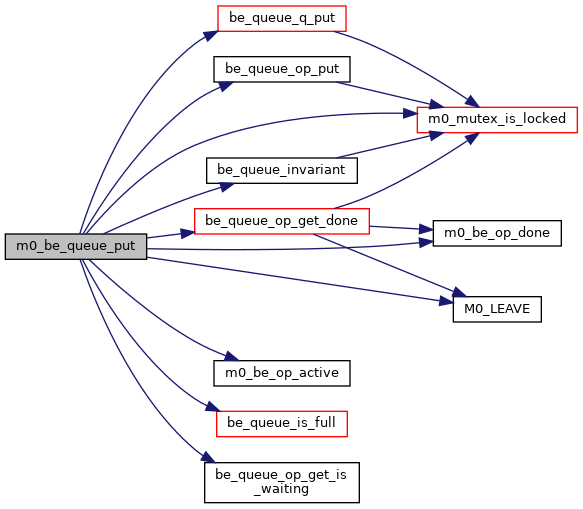 be_queue_q_put
be_queue_op_put
m0_mutex_is_locked
be_queue_invariant
be_queue_op_get_done
m0_be_op_done
m0_be_queue_put
M0_LEAVE
m0_be_op_active
be_queue_is_full
be_queue_op_get_is
_waiting